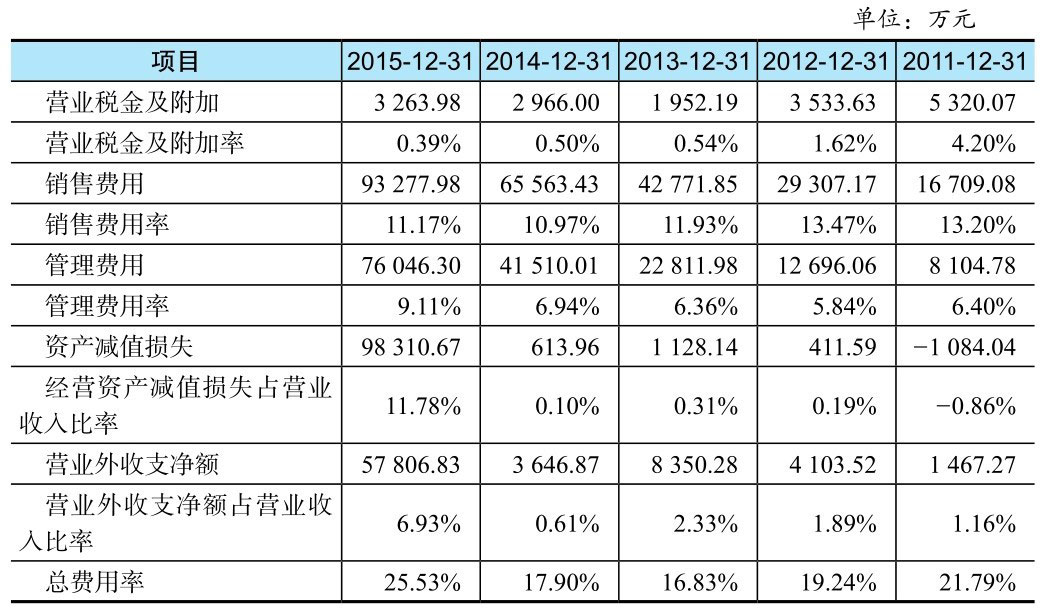 单位：万元
项目 2015-12-31 2014-12-31 2013-12-31 2012-12-31 2011-12-31
营业税金及附加 3 263.98 2 966.00 1 952.19 3 533.63 5 320.07
营业税金及附加率 0.39% 0.50% 0.54% 1.62% 4.20%
销售费用 93 277.98 65 563.43 42 771.85 29 307.17 16 709.08
销售费用率 11.17% 10.97% 11.93% 13.47% 13.20%
管理费用 76 046.30 41 510.01 22 811.98 12 696.06 8 104.78
管理费用率 9.11% 6.94% 6.36% 5.84% 6.40%
资产减值损失 98 310.67 613.96 1 128.14 411.59 −1 084.04
经营资产减值损失占营业
收入比率 11.78% 0.10% 0.31% 0.19% −0.86%
营业外收支净额 57 806.83 3 646.87 8 350.28 4 103.52 1 467.27
营业外收支净额占营业收
入比率 6.93% 0.61% 2.33% 1.89% 1.16%
总费用率 25.53% 17.90% 16.83% 19.24% 21.79%